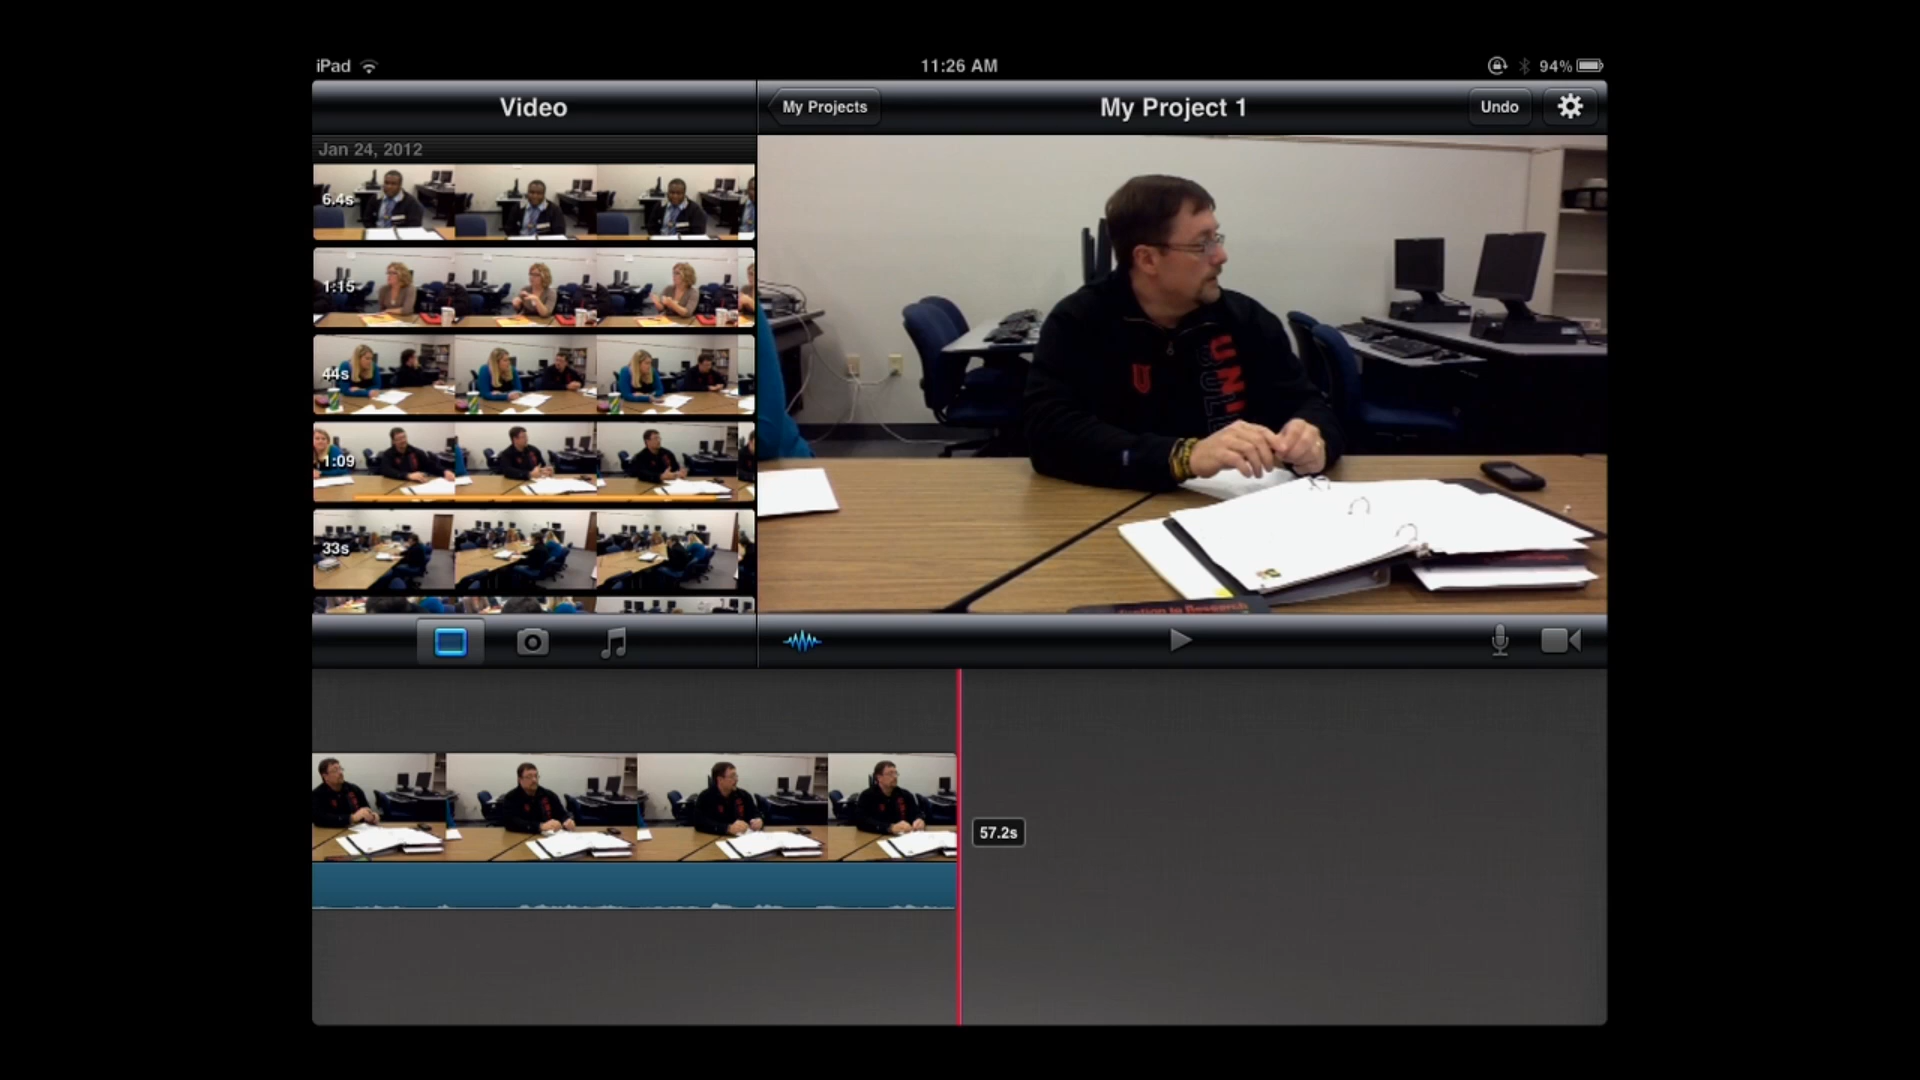 iPad
11:26 AM
94%
Video
My Projects
My Project 1
Undo
Jan 24, 2012
6.4s
1:15
44s
1:09
33s
U
UNI
57.2s